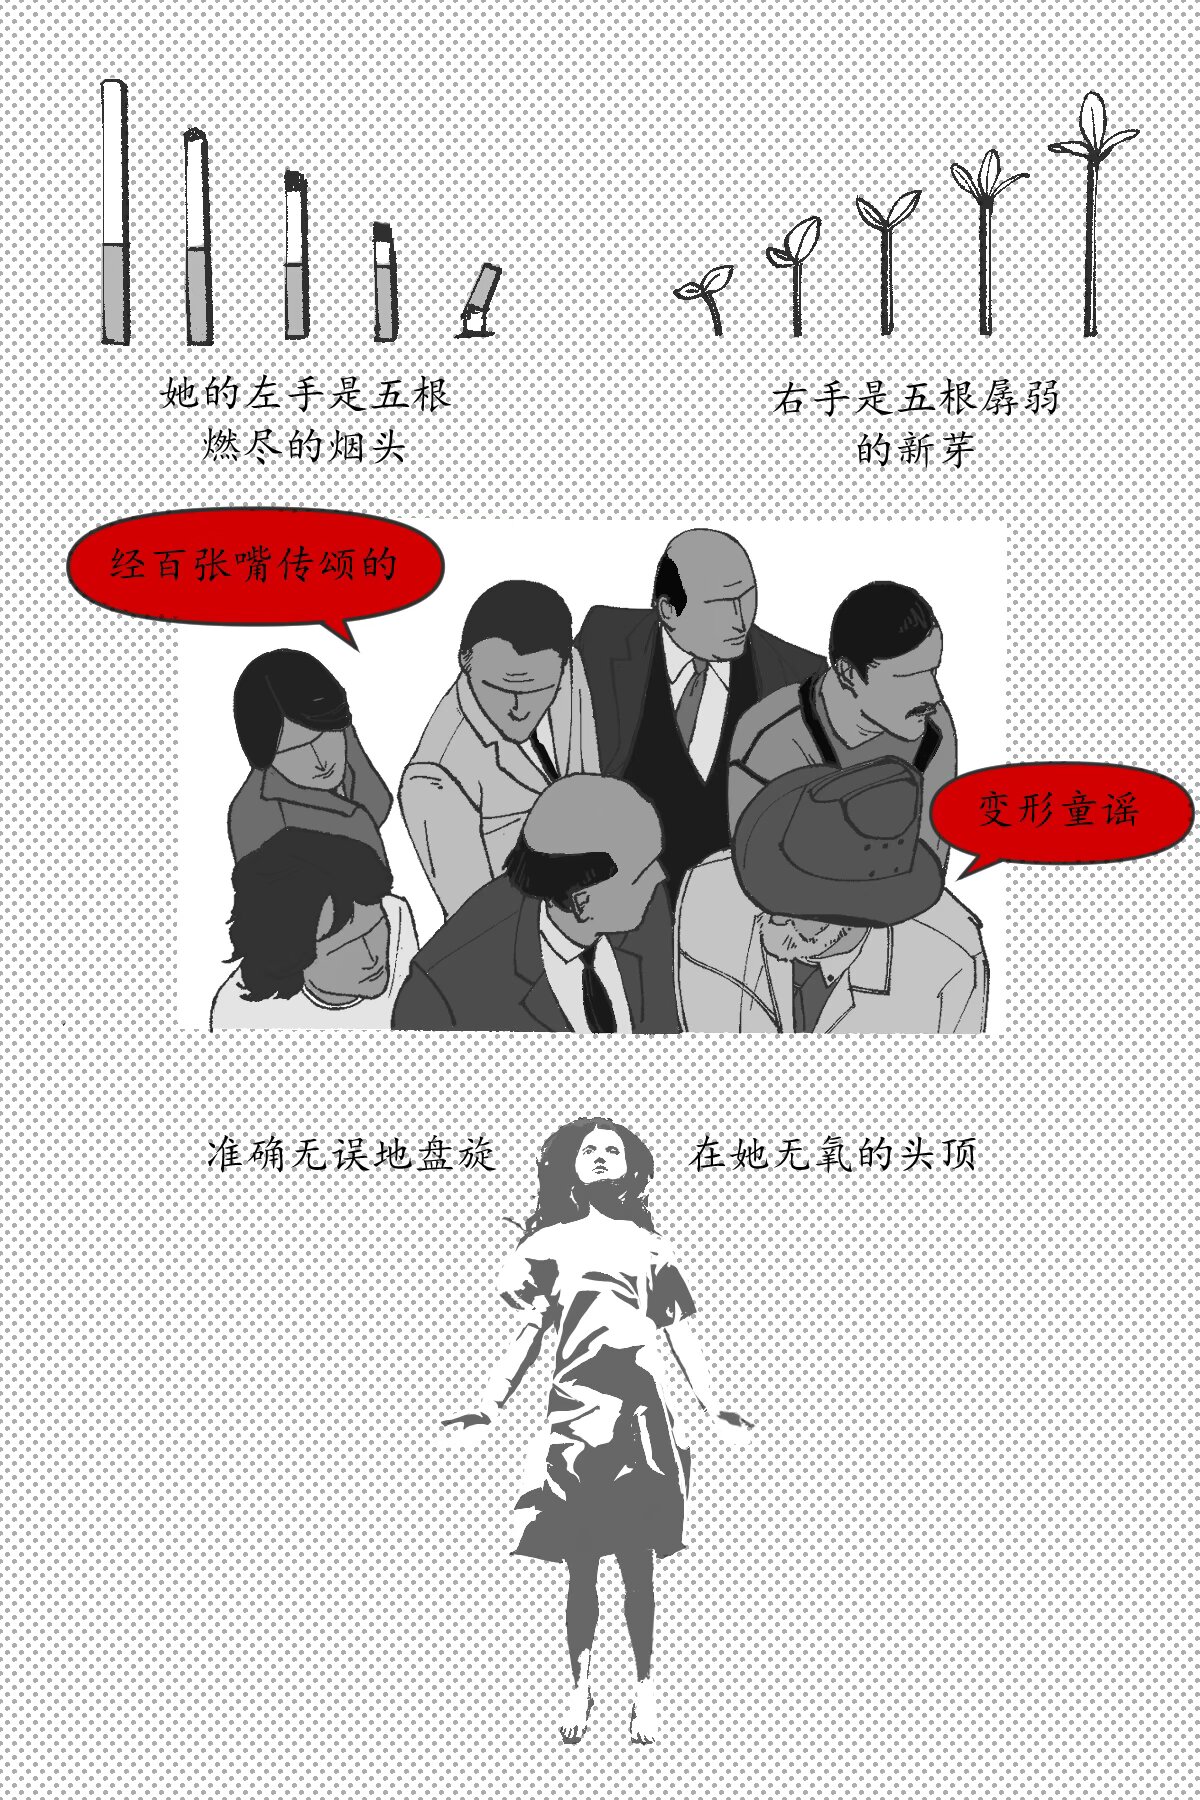 她的左手是五根
燃尽的烟头
右手是五根孱弱
的新芽
经百张嘴传颂的
变形童谣
准确无误地盘旋
在她无氧的头顶